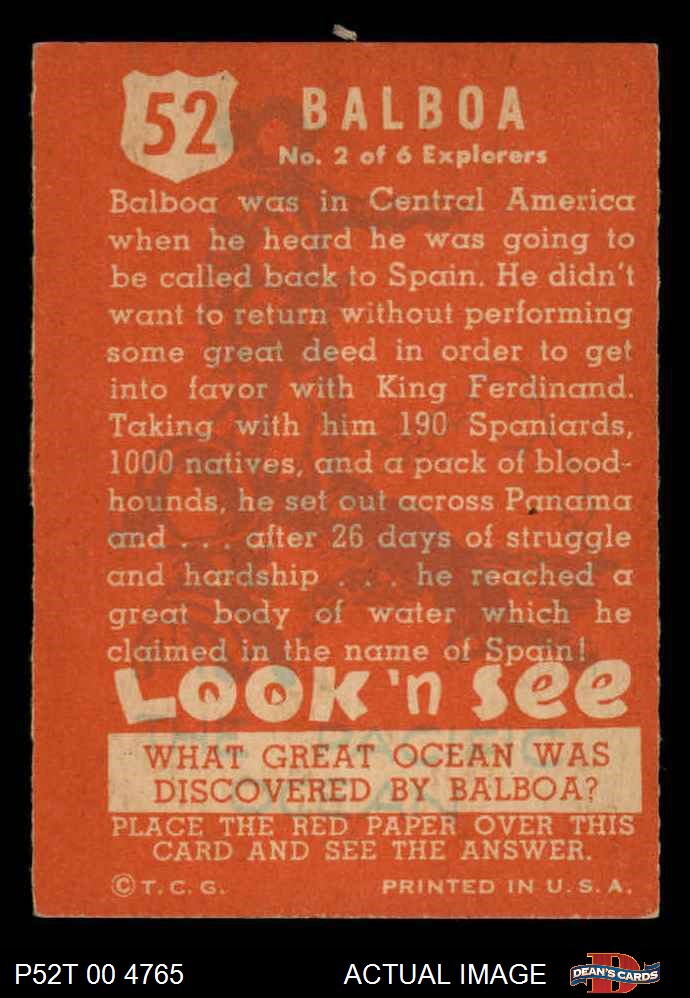 52
BALBOA
No. 2 of 6 Explorers
Balboa was in Central America
when he heard he was going to
be called back to Spain. He didn't
want to return without performing
some great deed in order to get
into favor with King Ferdinand.
Taking with him 190 Spaniards,
1000 natives, and a pack of blood-
hounds, he set out across Panama
and . . . after 26 days of struggle
and hardship . . . he reached a
great body of water which he
claimed in the name of Spain!
LOOK 'n SEE
THE PACIFIC
OCEAN
WHAT GREAT OCEAN WAS
DISCOVERED BY BALBOA?
PLACE THE RED PAPER OVER THIS
CARD AND SEE THE ANSWER.
© T. C. G.
PRINTED IN U. S. A.
P52T 00 4765
ACTUAL IMAGE
B
DEAN'S CARDS